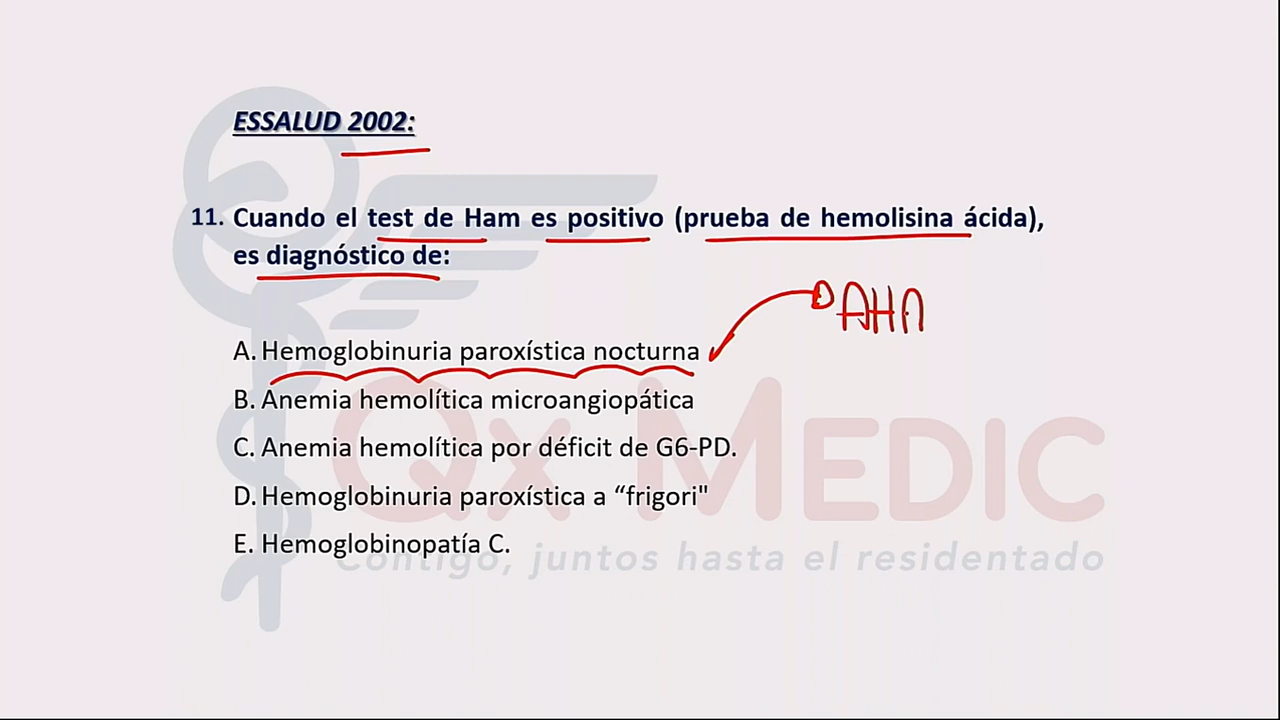 ESSALUD 2002:
11. Cuando el test de Ham es positivo (prueba de hemolisina ácida),
es diagnóstico de:
AHA
A. Hemoglobinuria paroxística nocturna
B. Anemia hemolítica microangiopática
C. Anemia hemolítica por déficit de G6-PD.
D. Hemoglobinuria paroxística a “frigori"
E. Hemoglobinopatía C.
QX MEDIC
Contigo, juntos hasta el residentado